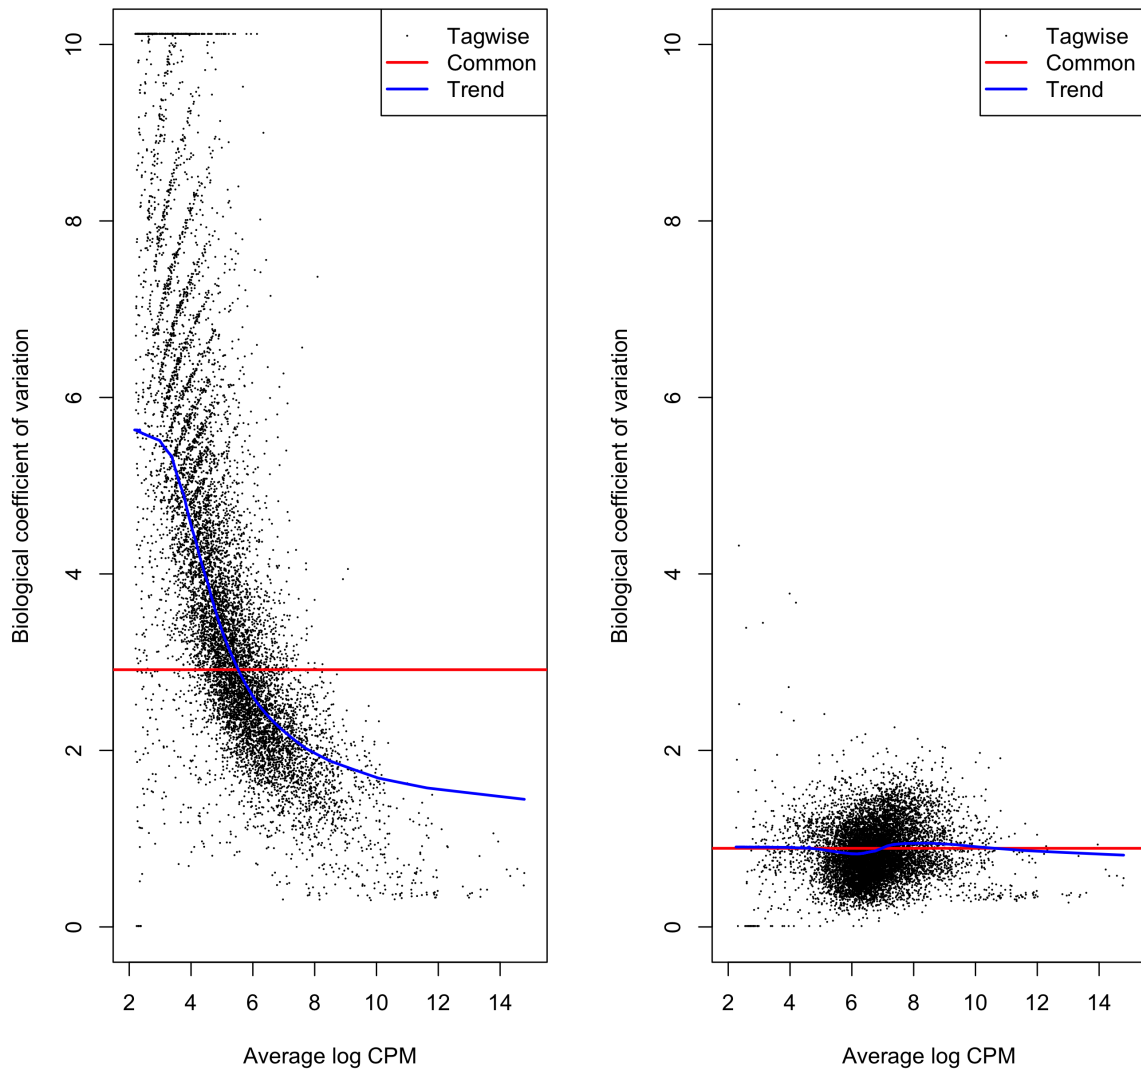 Tagwise
Common
Trend
10
8
6
4
2
0
Biological coefficient of variation
2 4 6 8 10 12 14
Average log CPM
Tagwise
Common
Trend
10
8
6
4
2
0
Biological coefficient of variation
2 4 6 8 10 12 14
Average log CPM